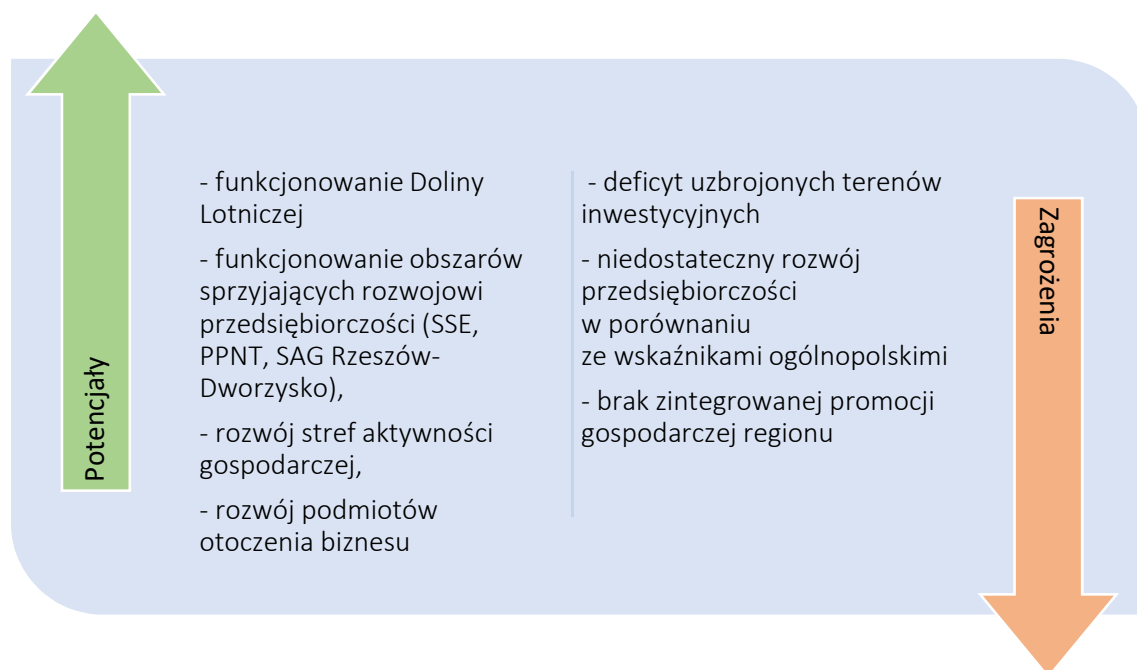 Potencjały
- funkcjonowanie Doliny
Lotniczej
- funkcjonowanie obszarów
sprzyjających rozwojowi
przedsiębiorczości (SSE,
PPNT, SAG Rzeszów-
Dworzysko),
- rozwój stref aktywności
gospodarczej,
- rozwój podmiotów
otoczenia biznesu
- deficyt uzbrojonych terenów
inwestycyjnych
- niedostateczny rozwój
przedsiębiorczości
w porównaniu
ze wskaźnikami ogólnopolskimi
- brak zintegrowanej promocji
gospodarczej regionu
Zagrożenia